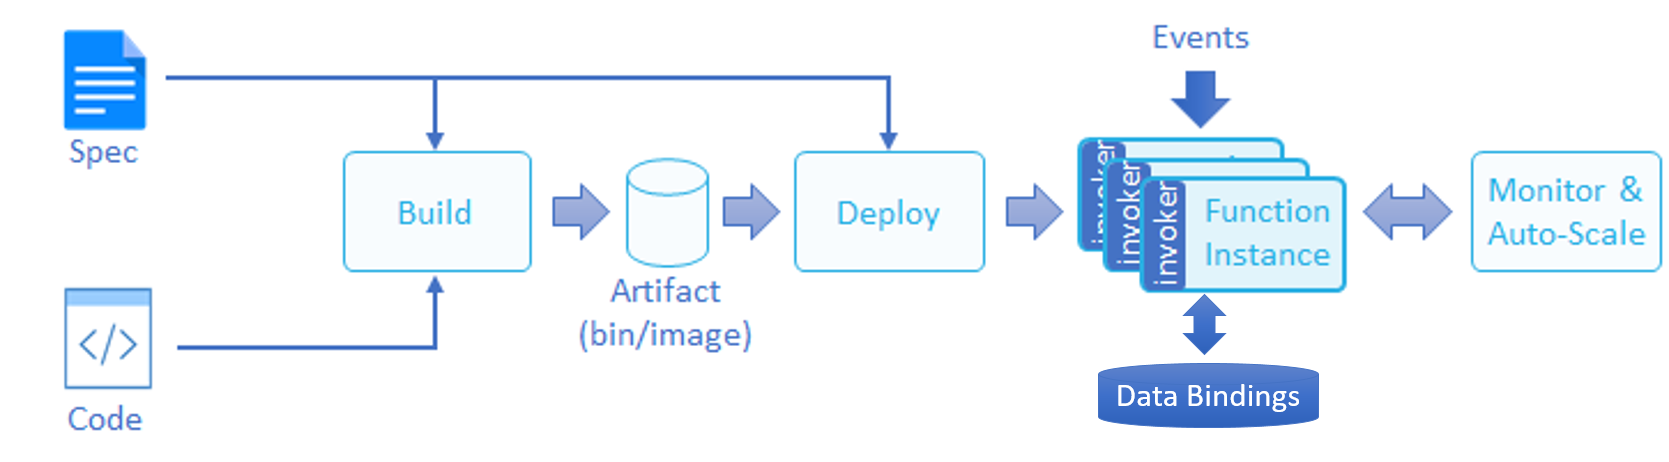 Events
Spec
Build
Artifact
(bin/image)
Deploy
invoker
invoker
invoker
Function
Instance
Monitor &
Auto-Scale
Data Bindings
</>
Code